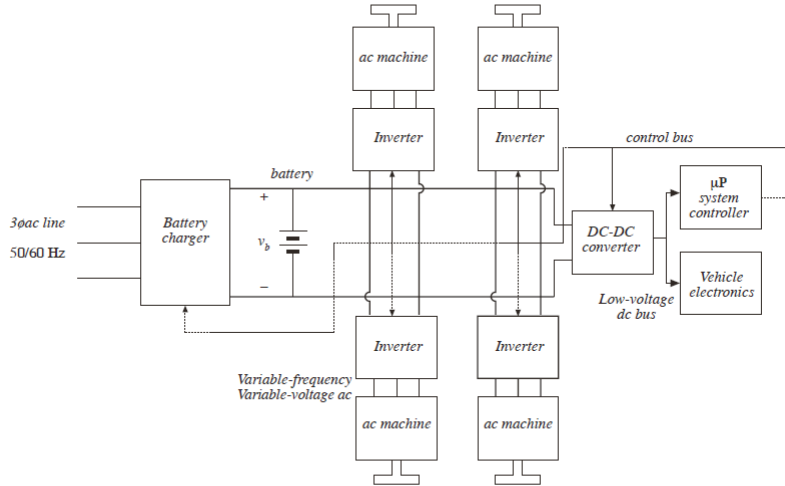 ac machine
ac machine
Inverter
Inverter
control bus
battery
µP
system
controller
3øac line
50/60 Hz
Battery
charger
+
v_b
−
DC-DC
converter
Vehicle
electronics
Low-voltage
dc bus
Inverter
Inverter
Variable-frequency
Variable-voltage ac
ac machine
ac machine